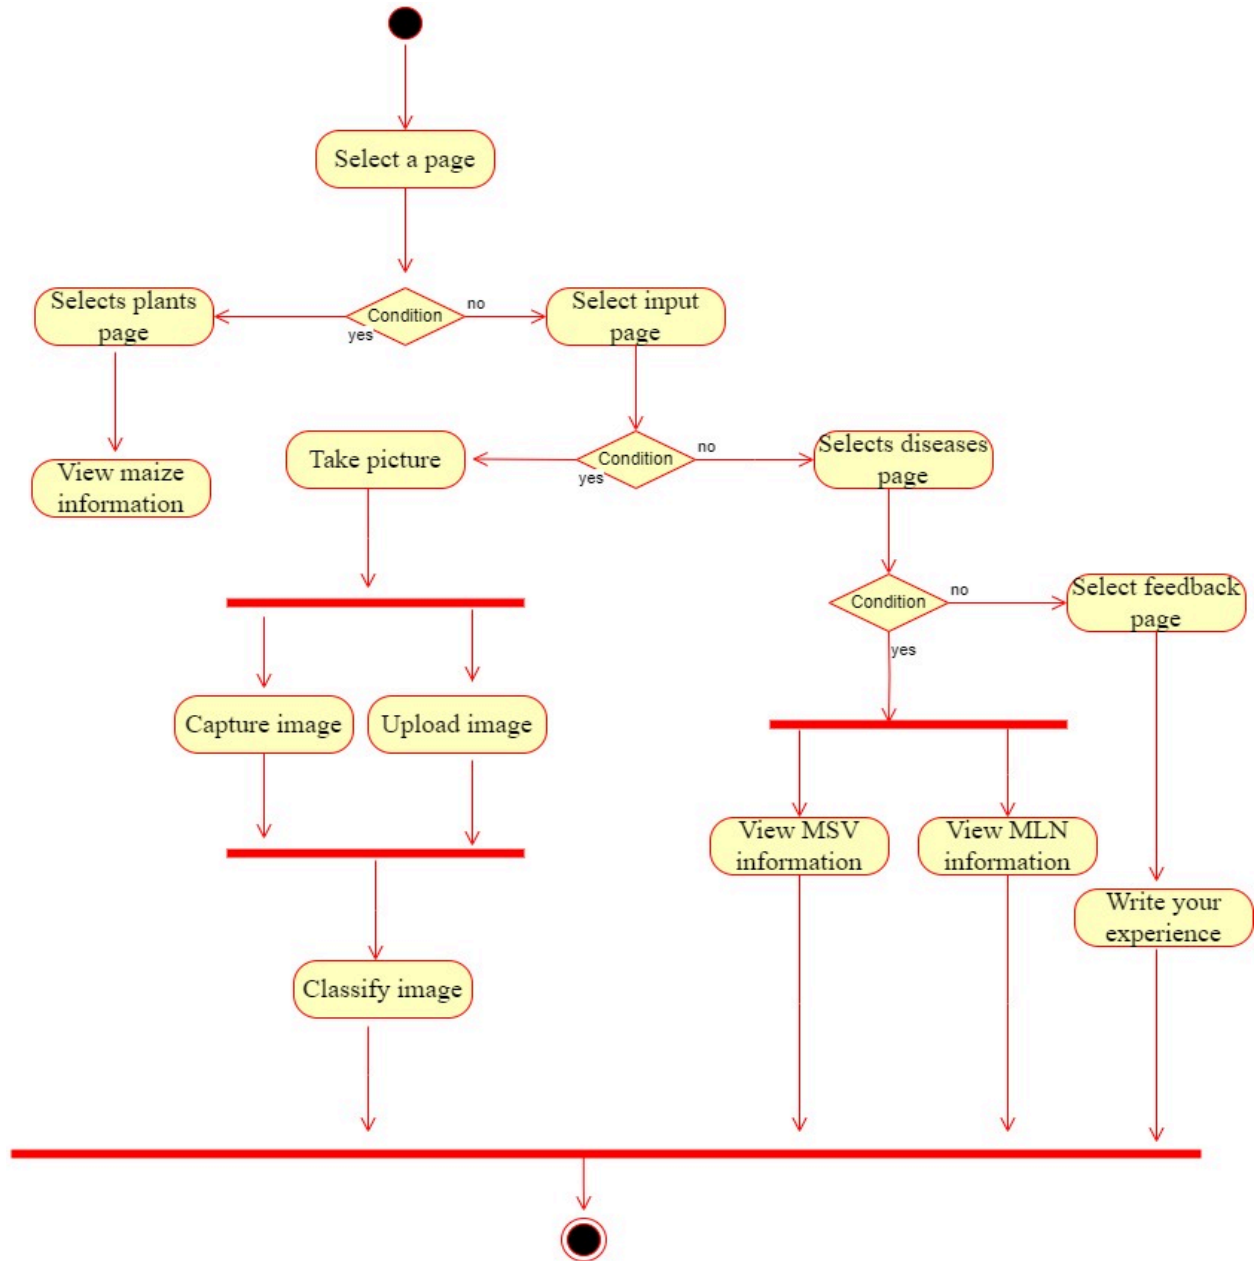 Select a page
Selects plants
page
Condition
yes
no
Select input
page
View maize
information
Take picture
Condition
yes
no
Selects diseases
page
Condition
no
yes
Select feedback
page
Capture image
Upload image
View MSV
information
View MLN
information
Write your
experience
Classify image